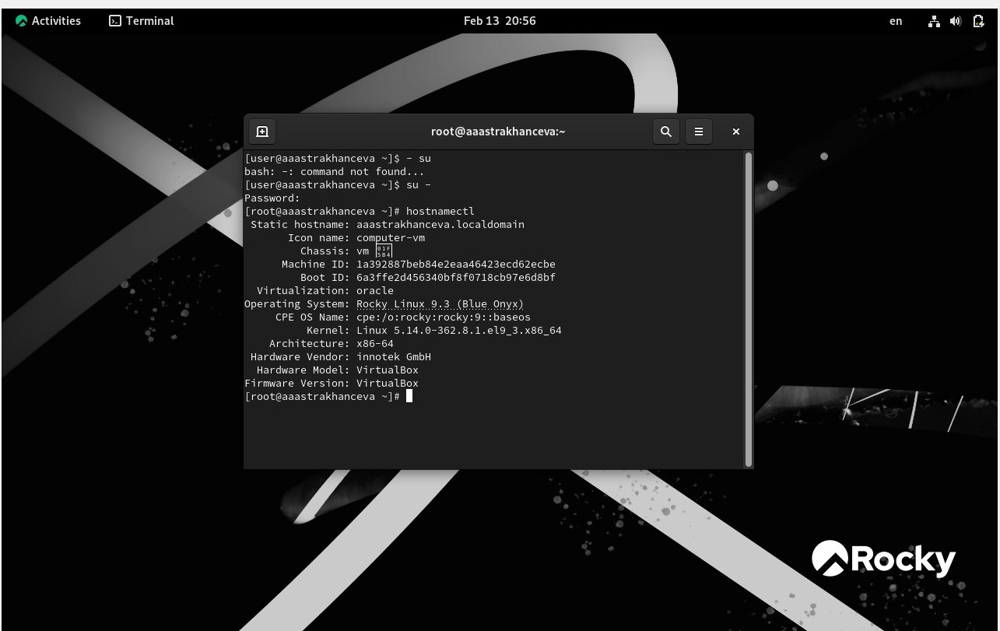 Activities Terminal Feb 13 20:56 en
root@aaastrakhanceva:~
[user@aaastrakhanceva ~]$ - su
bash: -: command not found...
[user@aaastrakhanceva ~]$ su -
Password:
[root@aaastrakhanceva ~]# hostnamectl
Static hostname: aaastrakhanceva.localdomain
Icon name: computer-vm
Chassis: vm 01F5B4
Machine ID: 1a392887beb84e2eaa46423ecd62ecbe
Boot ID: 6a3ffe2d456340bf8f0718cb97e6d8bf
Virtualization: oracle
Operating System: Rocky Linux 9.3 (Blue Onyx)
CPE OS Name: cpe:/o:rocky:rocky:9::baseos
Kernel: Linux 5.14.0-362.8.1.el9_3.x86_64
Architecture: x86-64
Hardware Vendor: innotek GmbH
Hardware Model: VirtualBox
Firmware Version: VirtualBox
[root@aaastrakhanceva ~]#
Rocky